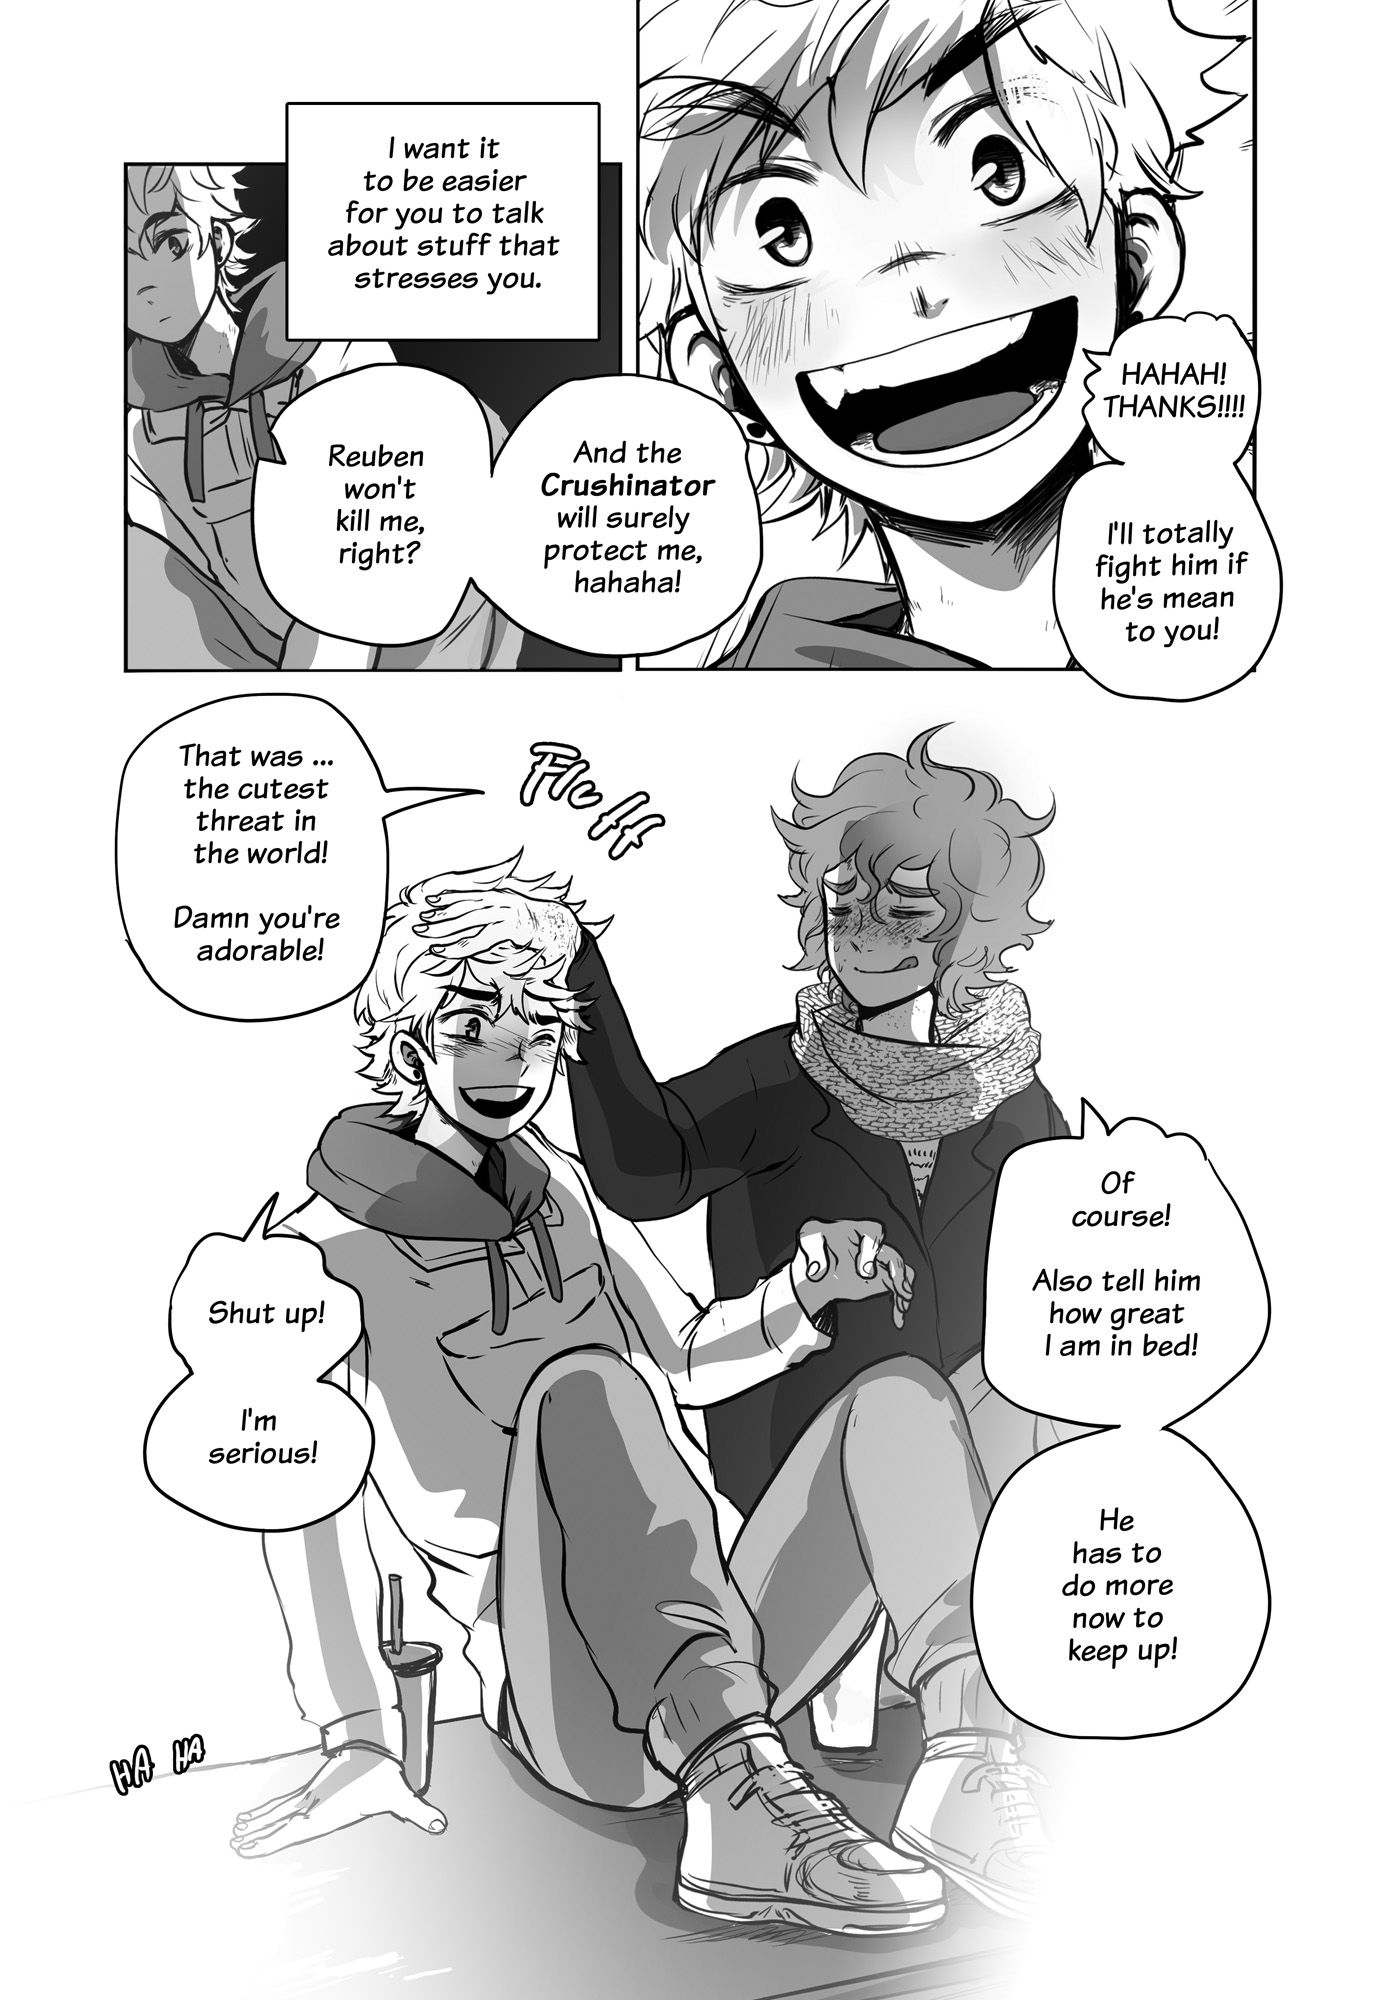 I want it
to be easier
for you to talk
about stuff that
stresses you.
Reuben
won't
kill me,
right?
And the
Crushinator
will surely
protect me,
hahaha!
HAHAH!
THANKS!!!!
I'll totally
fight him if
he's mean
to you!
That was ...
the cutest
threat in
the world!
Damn you're
adorable!
Fluff
Shut up!
I'm
serious!
Of
course!
Also tell him
how great
I am in bed!
He
has to
do more
now to
keep up!
HA HA